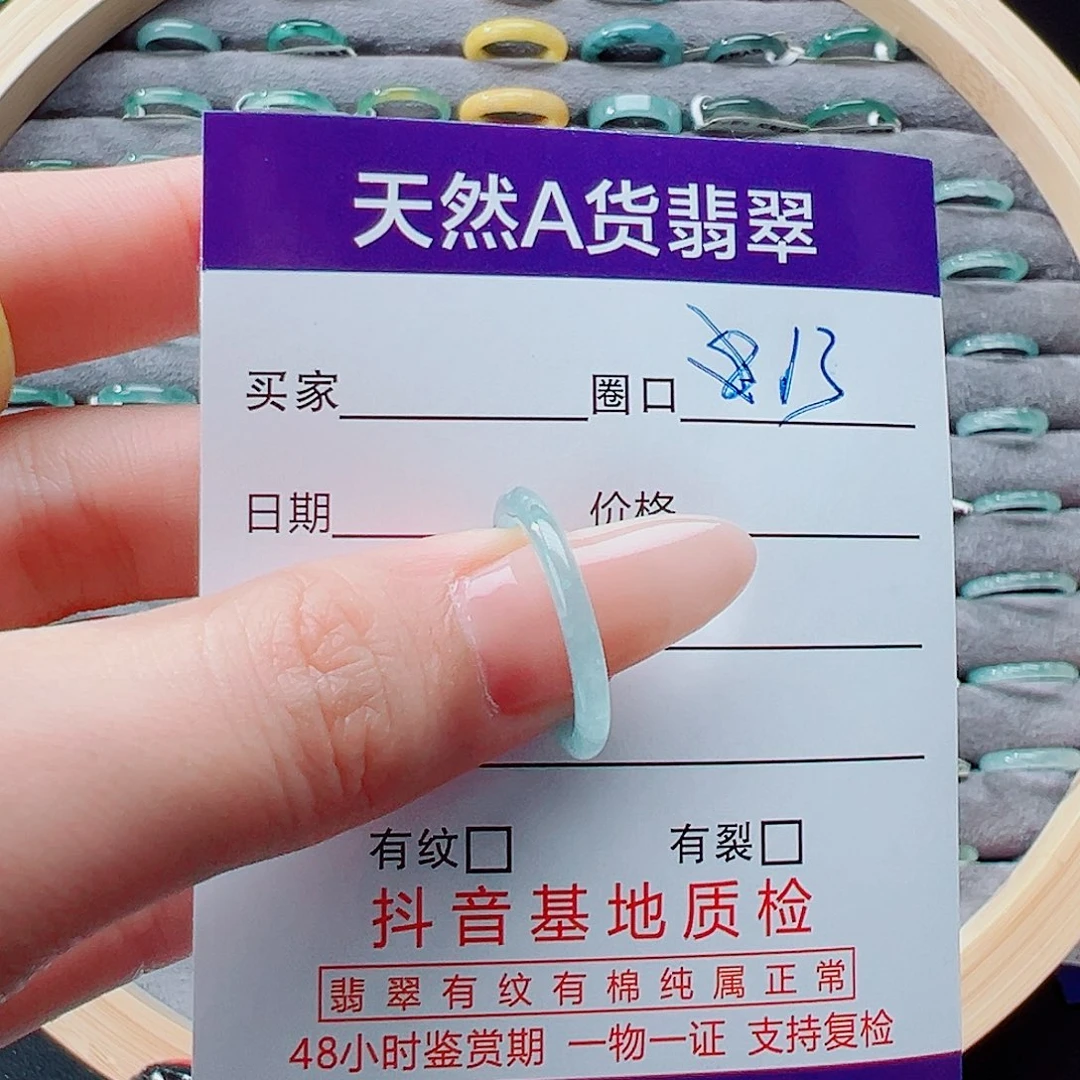 天然A货翡翠
买家 圈口 13
日期 价格
有纹 有裂
抖音基地质检
翡翠有纹有棉纯属正常
48小时鉴赏期 一物一证 支持复检